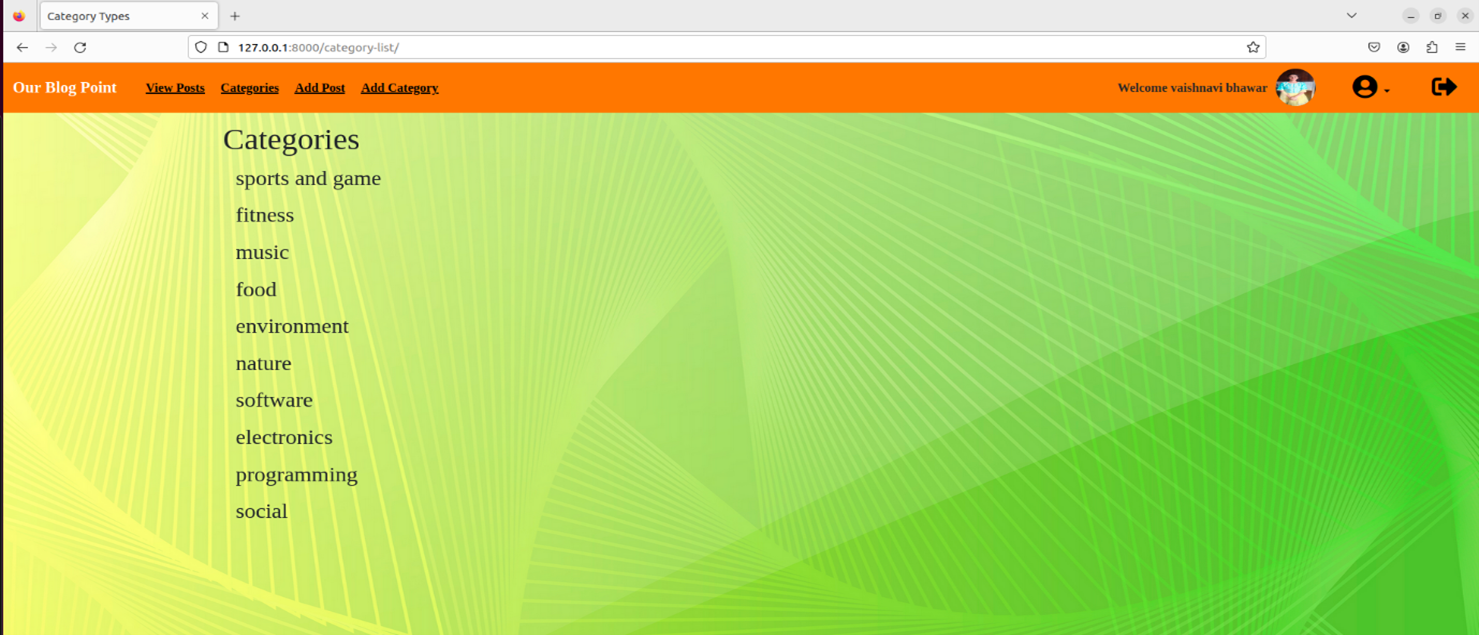 Category Types
127.0.0.1:8000/category-list/
Our Blog Point View Posts Categories Add Post Add Category Welcome vaishnavi bhawar
Categories
sports and game
fitness
music
food
environment
nature
software
electronics
programming
social